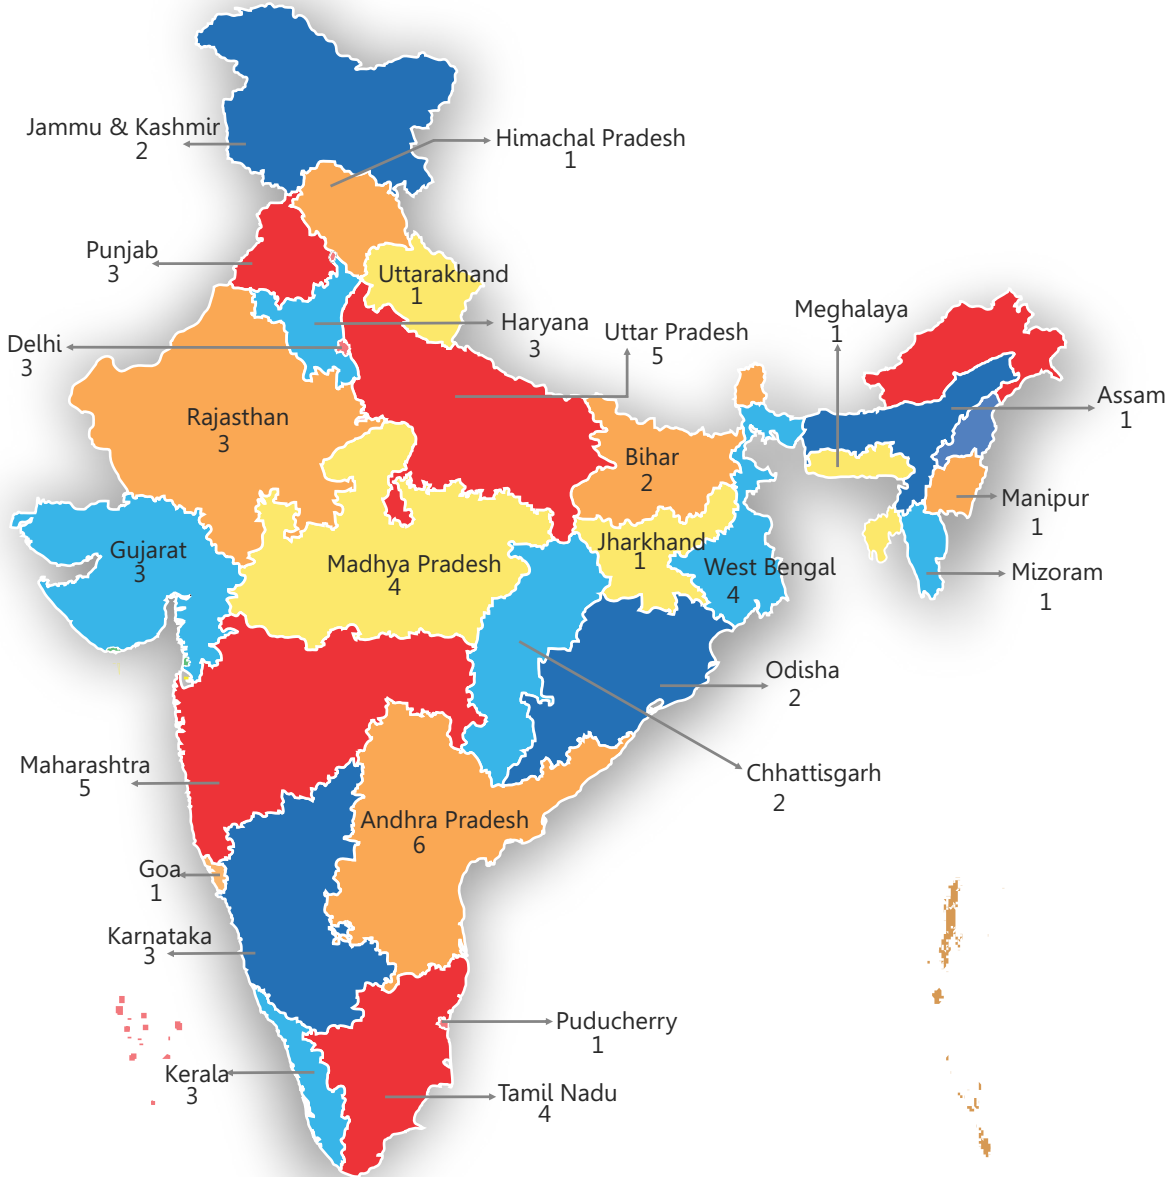 Jammu & Kashmir
2
Himachal Pradesh
1
Punjab
3
Uttarakhand
1
Haryana
3
Uttar Pradesh
5
Meghalaya
1
Delhi
3
Assam
1
Rajasthan
3
Bihar
2
Manipur
1
Gujarat
3
Madhya Pradesh
4
Jharkhand
1
West Bengal
4
Mizoram
1
Odisha
2
Maharashtra
5
Chhattisgarh
2
Andhra Pradesh
6
Goa
1
Karnataka
3
Puducherry
1
Kerala
3
Tamil Nadu
4